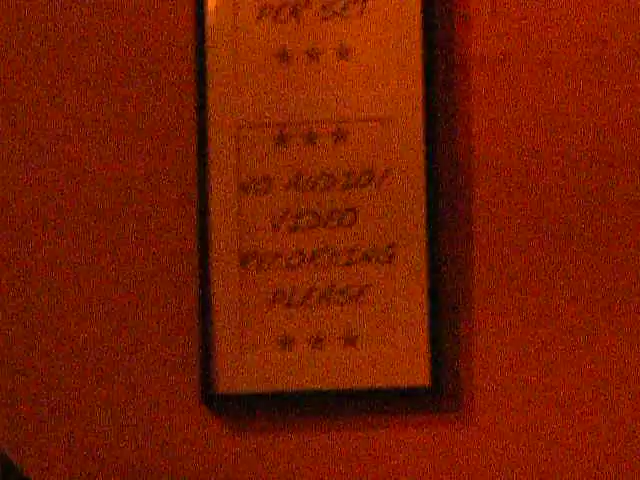 PER SET
★ ★ ★
★ ★ ★
NO AUDIO/
VIDEO
RECORDING
PLEASE
★ ★ ★